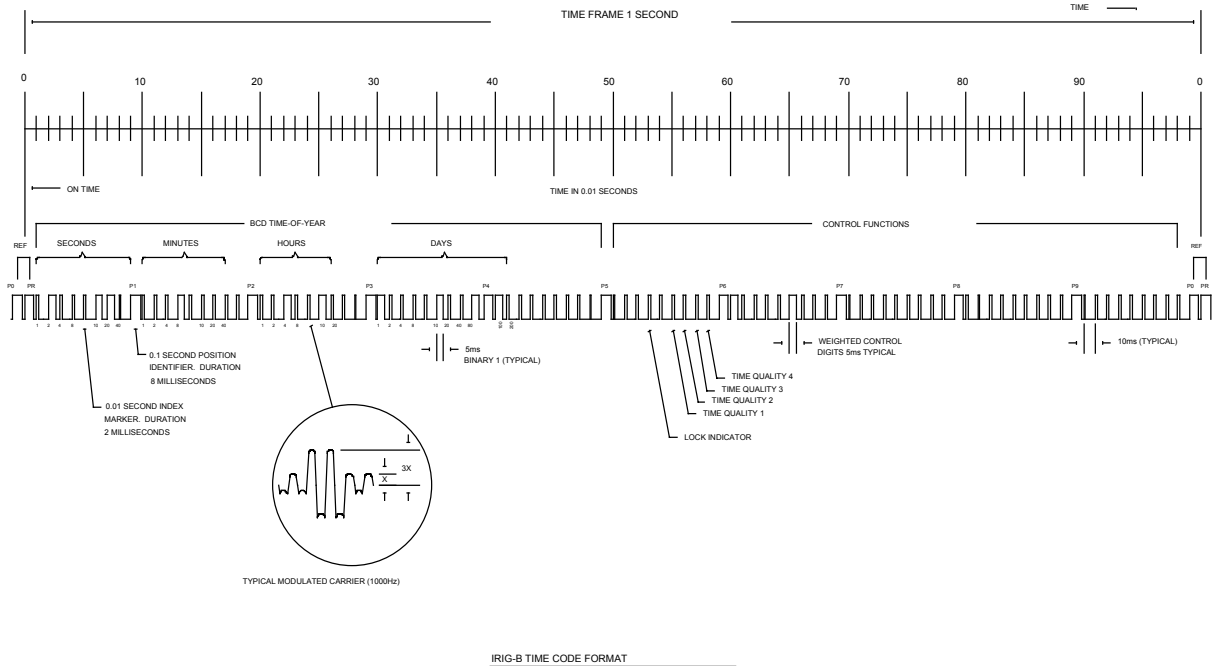 TIME FRAME 1 SECOND
TIME
0 10 20 30 40 50 60 70 80 90 0
ON TIME
TIME IN 0.01 SECONDS
BCD TIME-OF-YEAR
CONTROL FUNCTIONS
REF
SECONDS
MINUTES
HOURS
DAYS
REF
P0 PR P1 P2 P3 P4 P5 P6 P7 P8 P9 P0 PR
1 2 4 8 10 20 40 1 2 4 8 10 20 40 1 2 4 8 10 20 1 2 4 8 10 20 40 80 100 200
0.1 SECOND POSITION
IDENTIFIER. DURATION
8 MILLISECONDS
5ms
BINARY 1 (TYPICAL)
WEIGHTED CONTROL
DIGITS 5ms TYPICAL
10ms (TYPICAL)
TIME QUALITY 4
TIME QUALITY 3
TIME QUALITY 2
TIME QUALITY 1
LOCK INDICATOR
0.01 SECOND INDEX
MARKER. DURATION
2 MILLISECONDS
3X
X
TYPICAL MODULATED CARRIER (1000Hz)
IRIG-B TIME CODE FORMAT